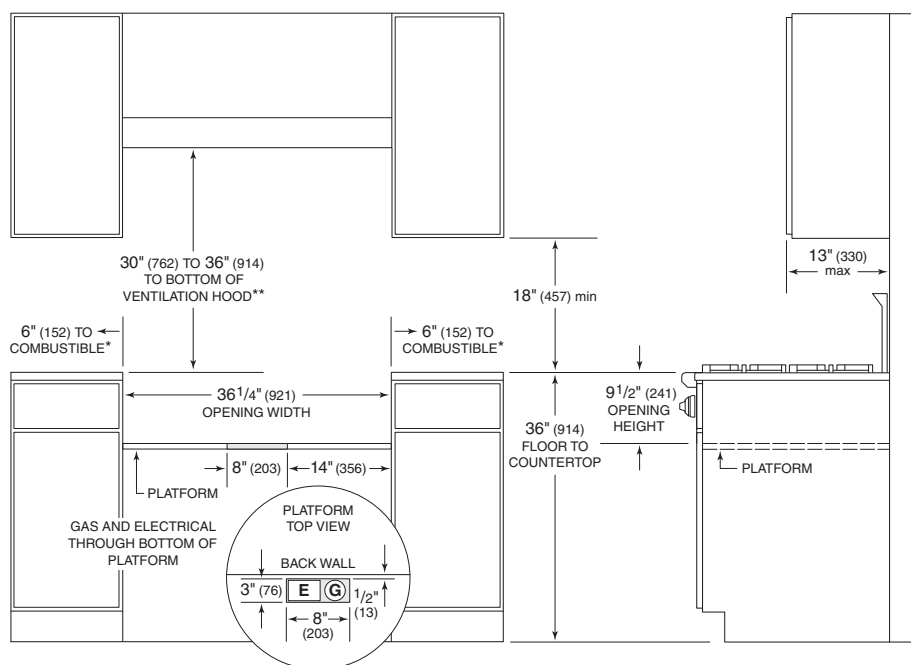 30" (762) TO 36" (914)
TO BOTTOM OF
VENTILATION HOOD**
13" (330)
max
18" (457) min
6" (152) TO
COMBUSTIBLE*
6" (152) TO
COMBUSTIBLE*
36 1/4" (921)
OPENING WIDTH
9 1/2" (241)
OPENING
HEIGHT
36" (914)
FLOOR TO
COUNTERTOP
8" (203)
14" (356)
PLATFORM
PLATFORM
GAS AND ELECTRICAL
THROUGH BOTTOM OF
PLATFORM
PLATFORM
TOP VIEW
BACK WALL
3" (76)
E
G
1/2"
(13)
8"
(203)